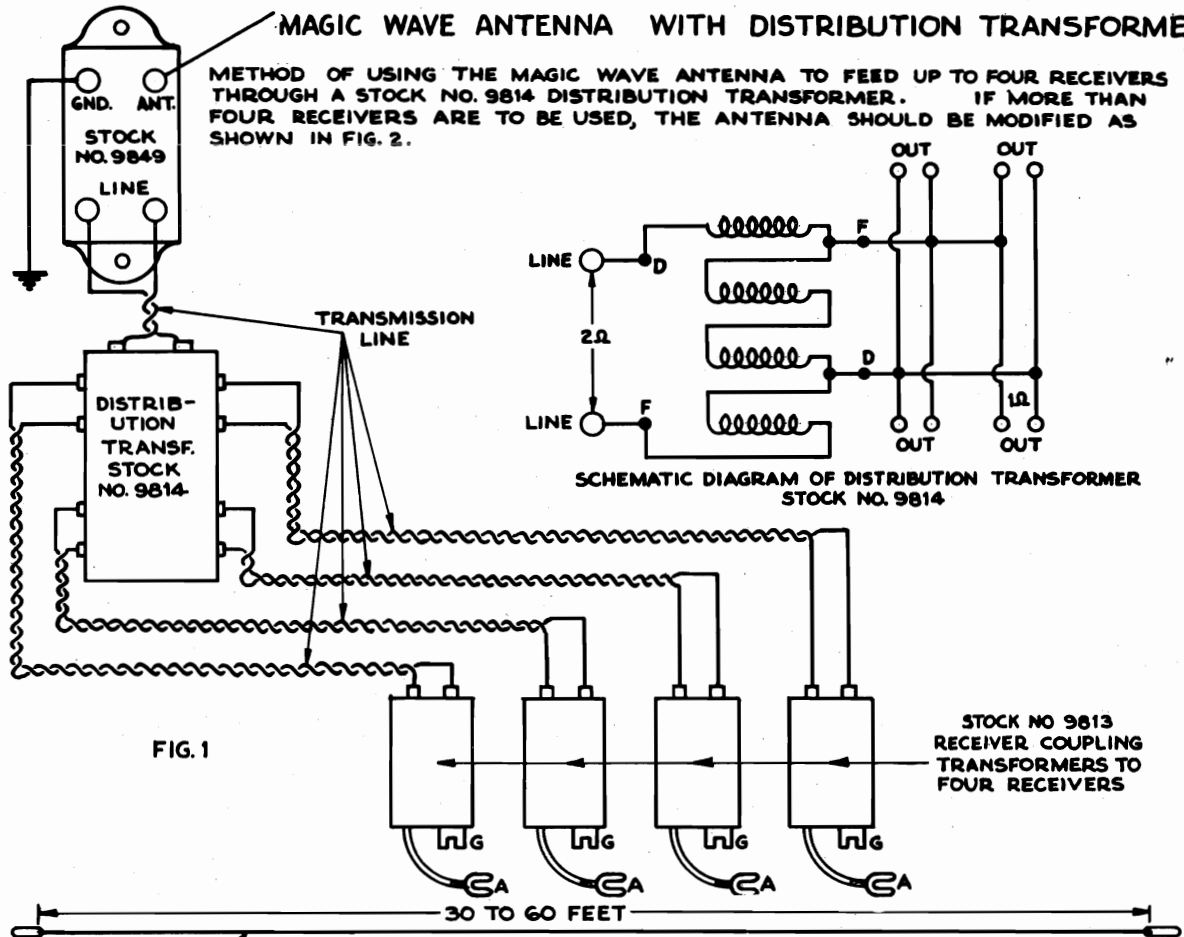 MAGIC WAVE ANTENNA WITH DISTRIBUTION TRANSFORME
METHOD OF USING THE MAGIC WAVE ANTENNA TO FEED UP TO FOUR RECEIVERS
THROUGH A STOCK NO. 9814 DISTRIBUTION TRANSFORMER. IF MORE THAN
FOUR RECEIVERS ARE TO BE USED, THE ANTENNA SHOULD BE MODIFIED AS
SHOWN IN FIG. 2.
GND. ANT.
STOCK
NO. 9849
LINE
TRANSMISSION
LINE
DISTRIB-
UTION
TRANSF.
STOCK
NO. 9814
OUT OUT
F
LINE D
2Ω
D
F
LINE
1Ω
OUT OUT
SCHEMATIC DIAGRAM OF DISTRIBUTION TRANSFORMER
STOCK NO. 9814
FIG. 1
STOCK NO 9813
RECEIVER COUPLING
TRANSFORMERS TO
FOUR RECEIVERS
G G G G
A A A A
30 TO 60 FEET